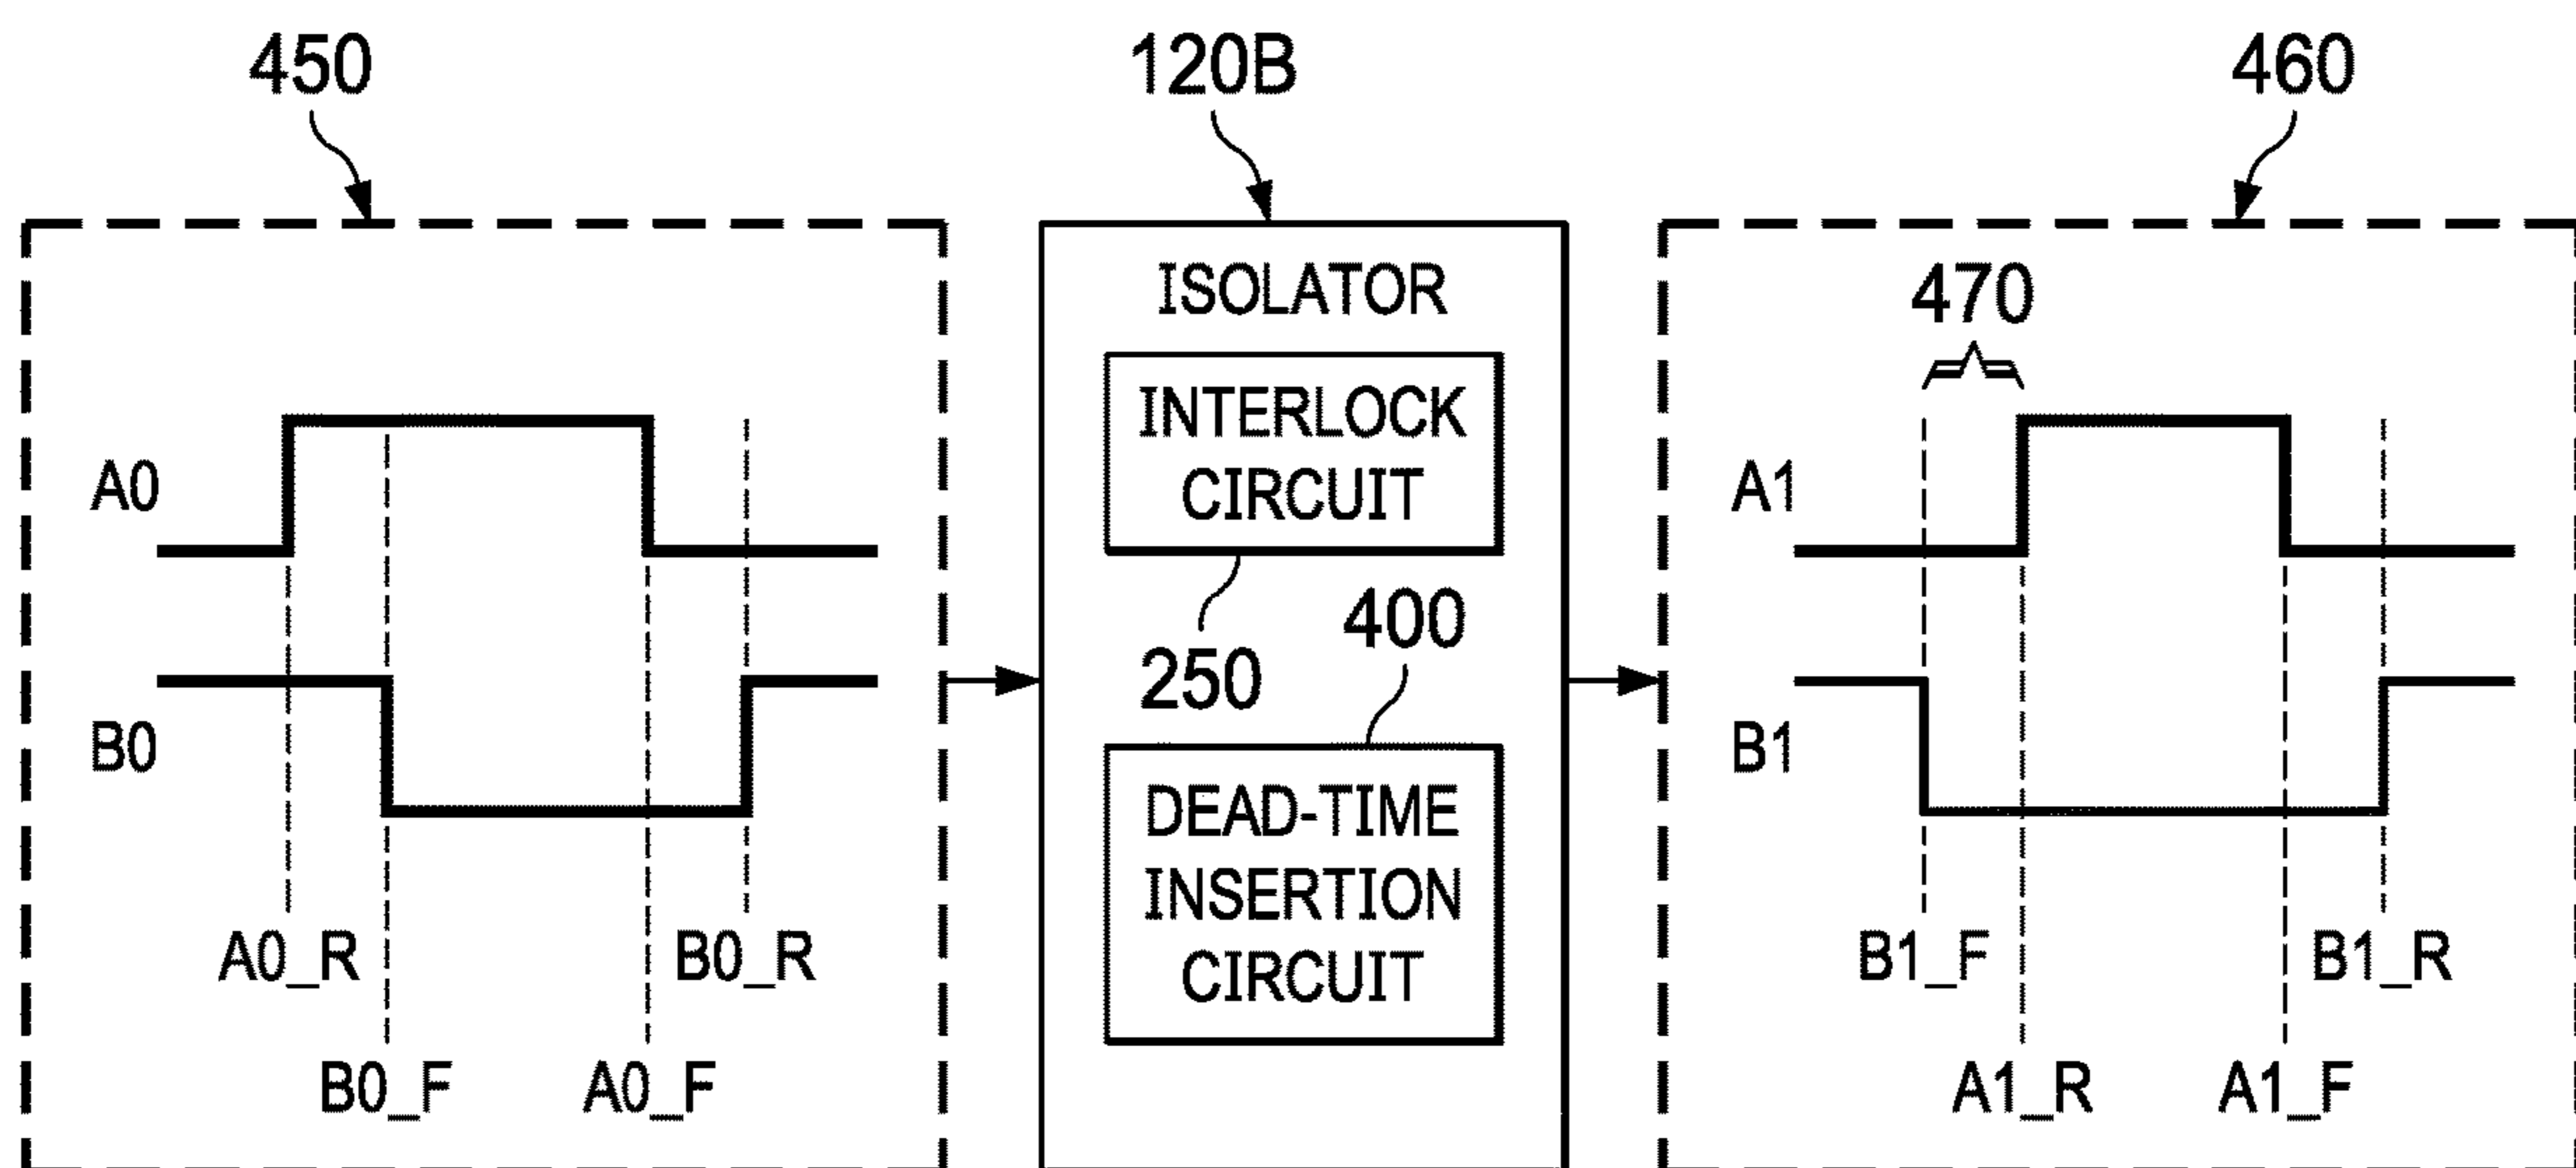 450
120B
460
ISOLATOR
470
INTERLOCK
CIRCUIT
A0
A1
250
400
B0
B1
DEAD-TIME
INSERTION
CIRCUIT
A0_R
B0_R
B1_F
B1_R
B0_F
A0_F
A1_R
A1_F